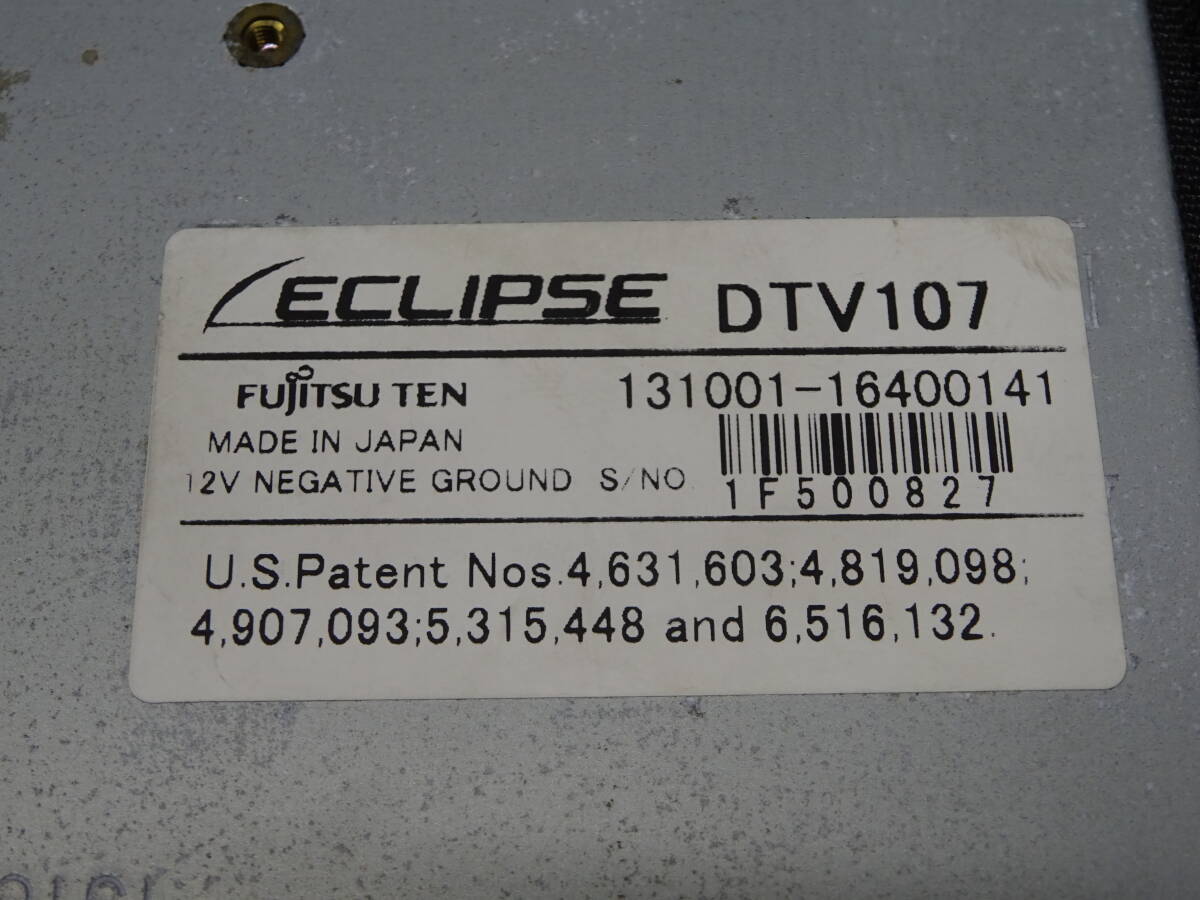 ECLIPSE DTV107
FUJITSU TEN 131001-16400141
MADE IN JAPAN
12V NEGATIVE GROUND S/NO
1F500827
U.S.Patent Nos.4,631,603;4,819,098;
4,907,093;5,315,448 and 6,516,132.